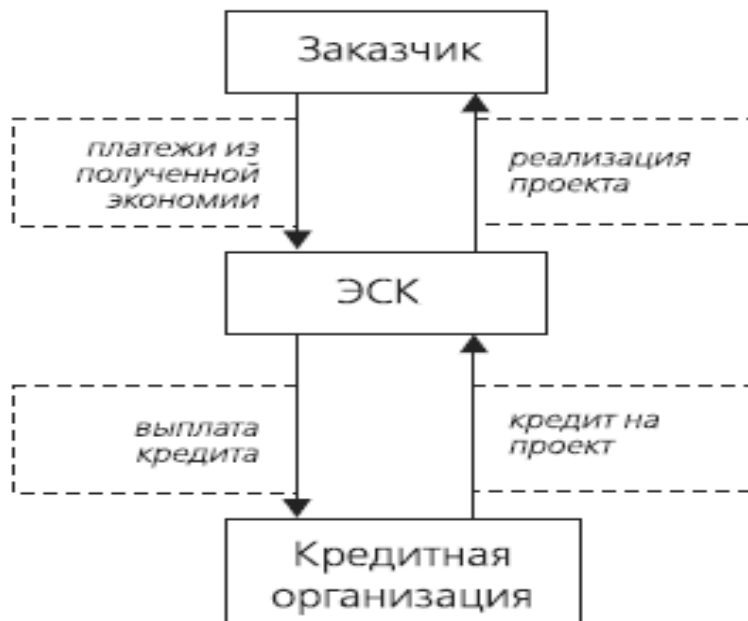 Заказчик
платежи из
полученной
экономии
реализация
проекта
ЭСК
выплата
кредита
кредит на
проект
Кредитная
организация